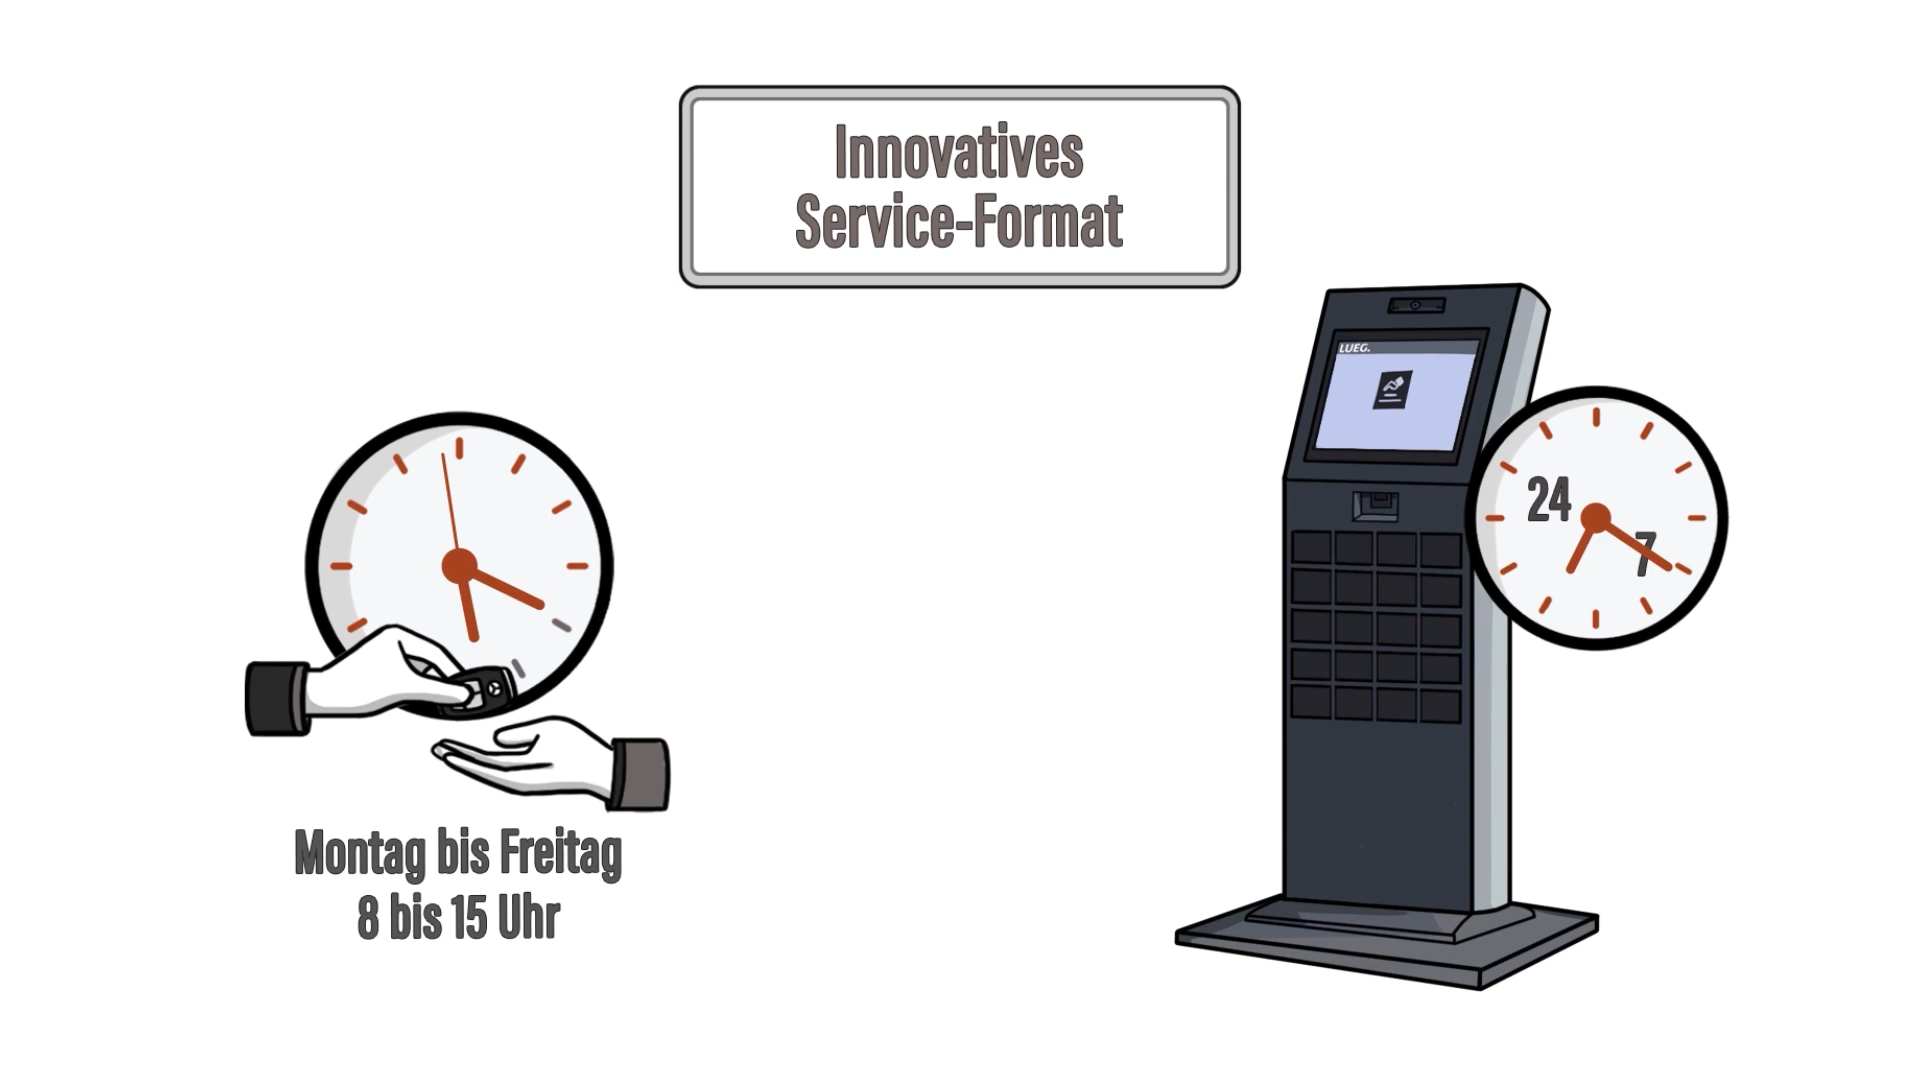 Innovatives
Service-Format
LUEG.
24
7
Montag bis Freitag
8 bis 15 Uhr